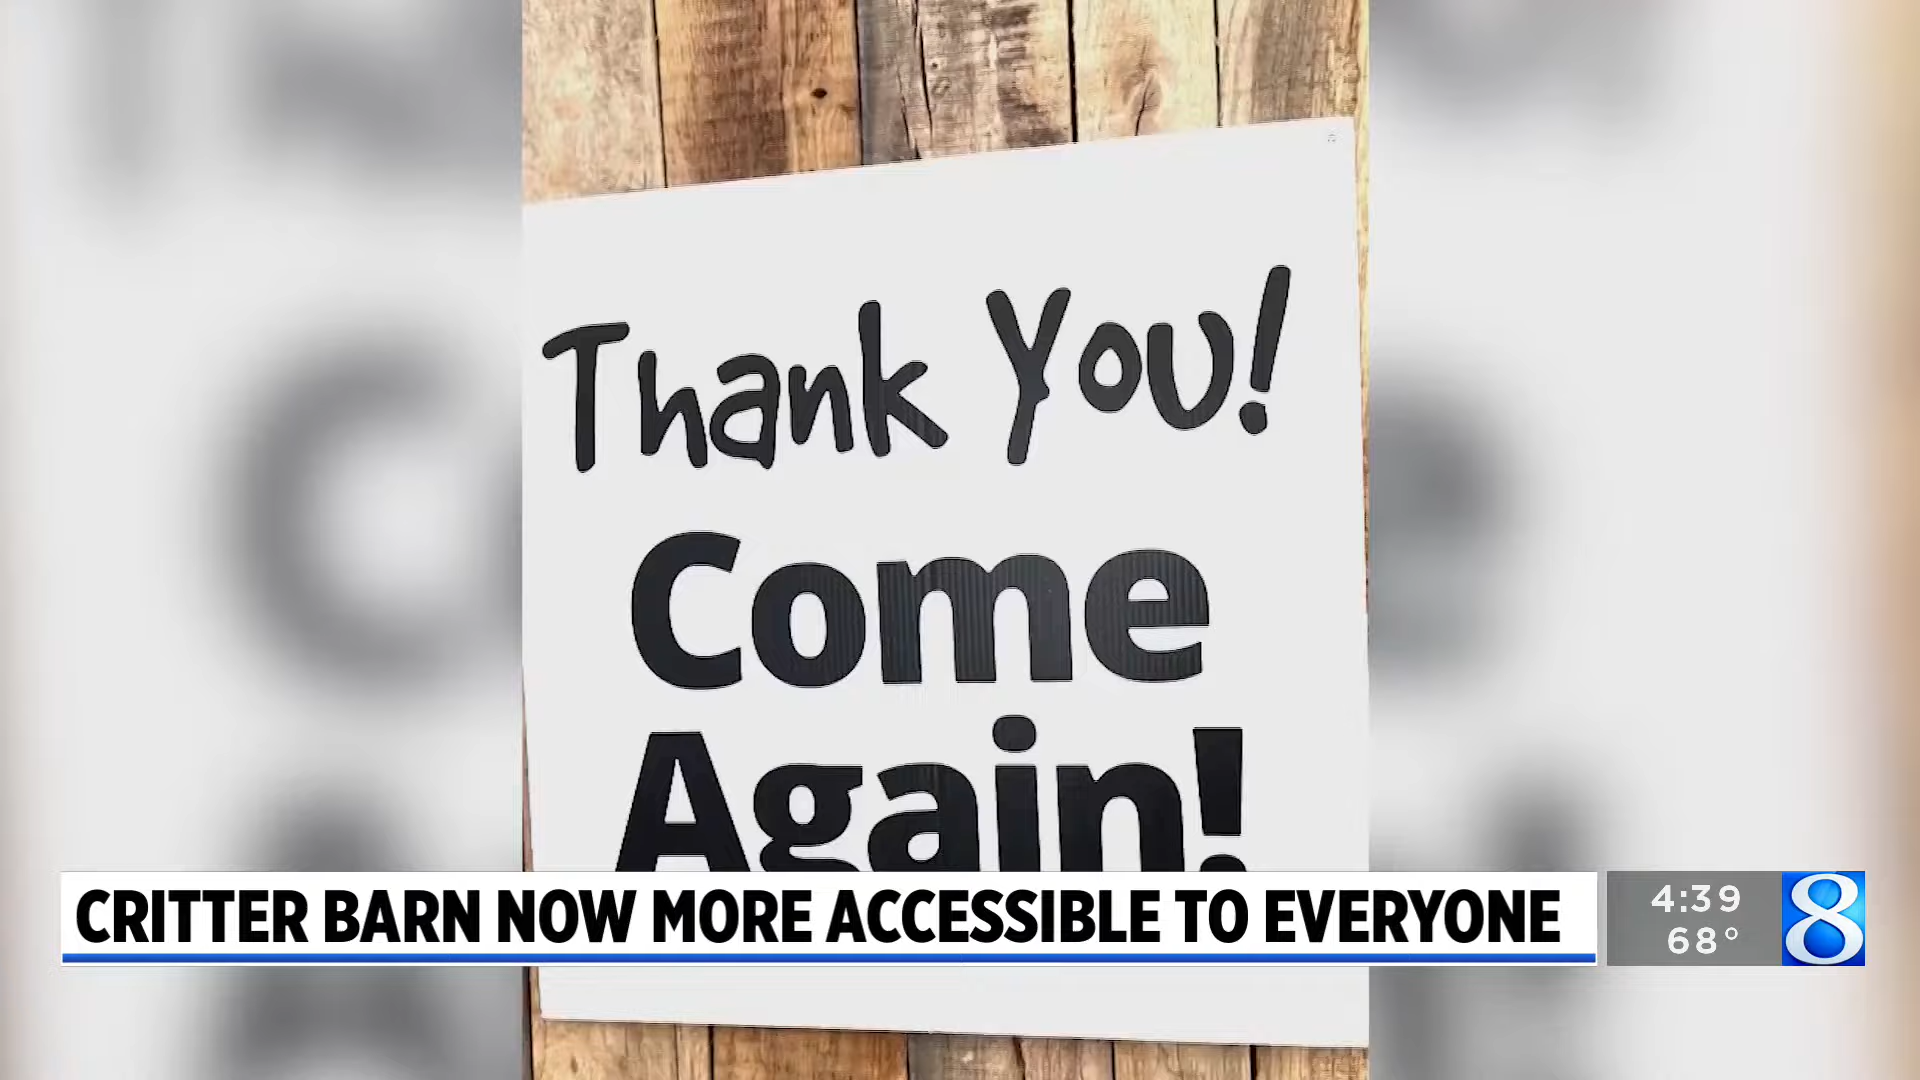 Thank You!
Come
Again!
CRITTER BARN NOW MORE ACCESSIBLE TO EVERYONE
4:39
68°
8